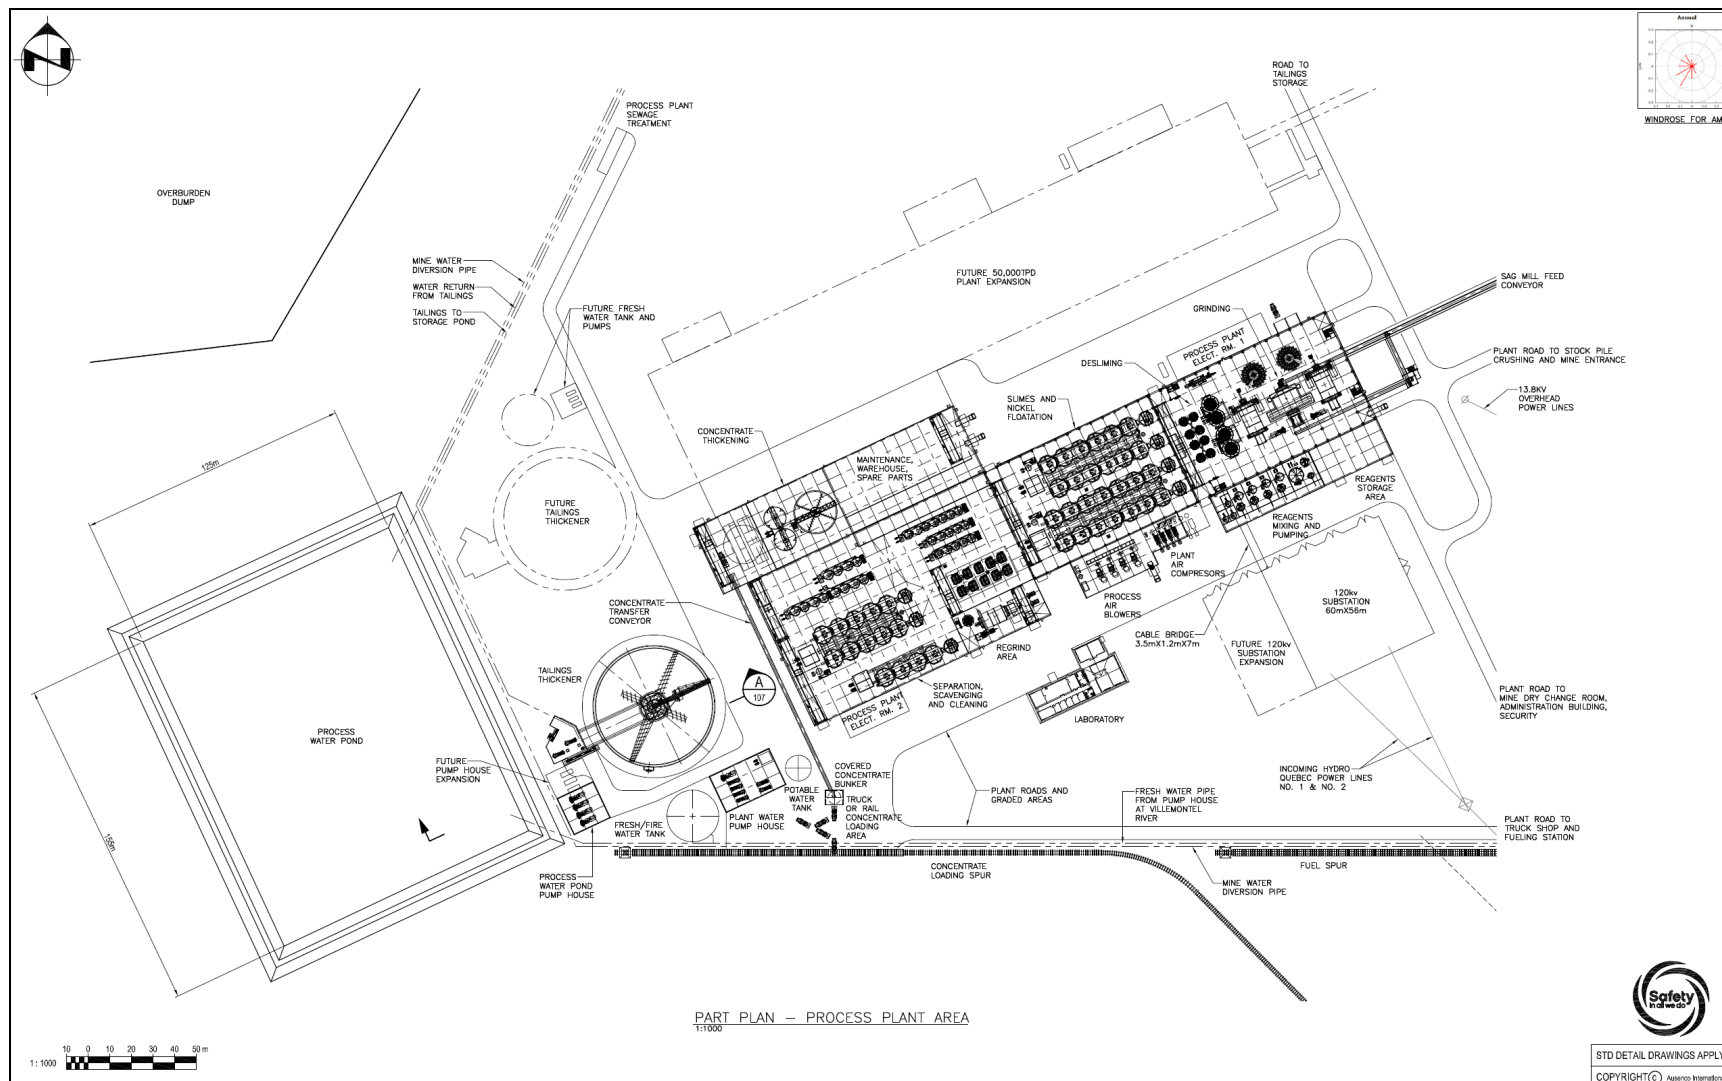 Annual
WINDROSE FOR AM
N
ROAD TO
TAILINGS
STORAGE
PROCESS PLANT
SEWAGE
TREATMENT
OVERBURDEN
DUMP
MINE WATER
DIVERSION PIPE
WATER RETURN
FROM TAILINGS
TAILINGS TO
STORAGE POND
FUTURE FRESH
WATER TANK AND
PUMPS
FUTURE 50,000TPD
PLANT EXPANSION
SAG MILL FEED
CONVEYOR
GRINDING
PROCESS PLANT
ELECT. RM. 1
DESLIMING
PLANT ROAD TO STOCK PILE
CRUSHING AND MINE ENTRANCE
13.8KV
OVERHEAD
POWER LINES
SLIMES AND
NICKEL
FLOATATION
CONCENTRATE
THICKENING
MAINTENANCE,
WAREHOUSE,
SPARE PARTS
125m
FUTURE
TAILINGS
THICKENER
REAGENTS
STORAGE
AREA
REAGENTS
MIXING AND
PUMPING
PLANT
AIR
COMPRESORS
PROCESS
AIR
BLOWERS
120kv
SUBSTATION
60mX56m
CONCENTRATE
TRANSFER
CONVEYOR
CABLE BRIDGE
3.5mX1.2mX7m
FUTURE 120kv
SUBSTATION
EXPANSION
REGRIND
AREA
TAILINGS
THICKENER
A
107
SEPARATION,
SCAVENGING
AND CLEANING
PROCESS PLANT
ELECT. RM. 2
LABORATORY
PLANT ROAD TO
MINE DRY CHANGE ROOM,
ADMINISTRATION BUILDING,
SECURITY
PROCESS
WATER POND
FUTURE
PUMP HOUSE
EXPANSION
COVERED
CONCENTRATE
BUNKER
POTABLE
WATER
TANK
TRUCK
OR RAIL
CONCENTRATE
LOADING
AREA
PLANT WATER
PUMP HOUSE
FRESH/FIRE
WATER TANK
PLANT ROADS AND
GRADED AREAS
FRESH WATER PIPE
FROM PUMP HOUSE
AT VILLEMONTEL
RIVER
INCOMING HYDRO
QUEBEC POWER LINES
NO. 1 & NO. 2
PLANT ROAD TO
TRUCK SHOP AND
FUELING STATION
155m
PROCESS
WATER POND
PUMP HOUSE
CONCENTRATE
LOADING SPUR
MINE WATER
DIVERSION PIPE
FUEL SPUR
PART PLAN – PROCESS PLANT AREA
1:1000
1 : 1000
10 0 10 20 30 40 50 m
Safety
in all we do
STD DETAIL DRAWINGS APPLY
COPYRIGHT © Ausenco Internation